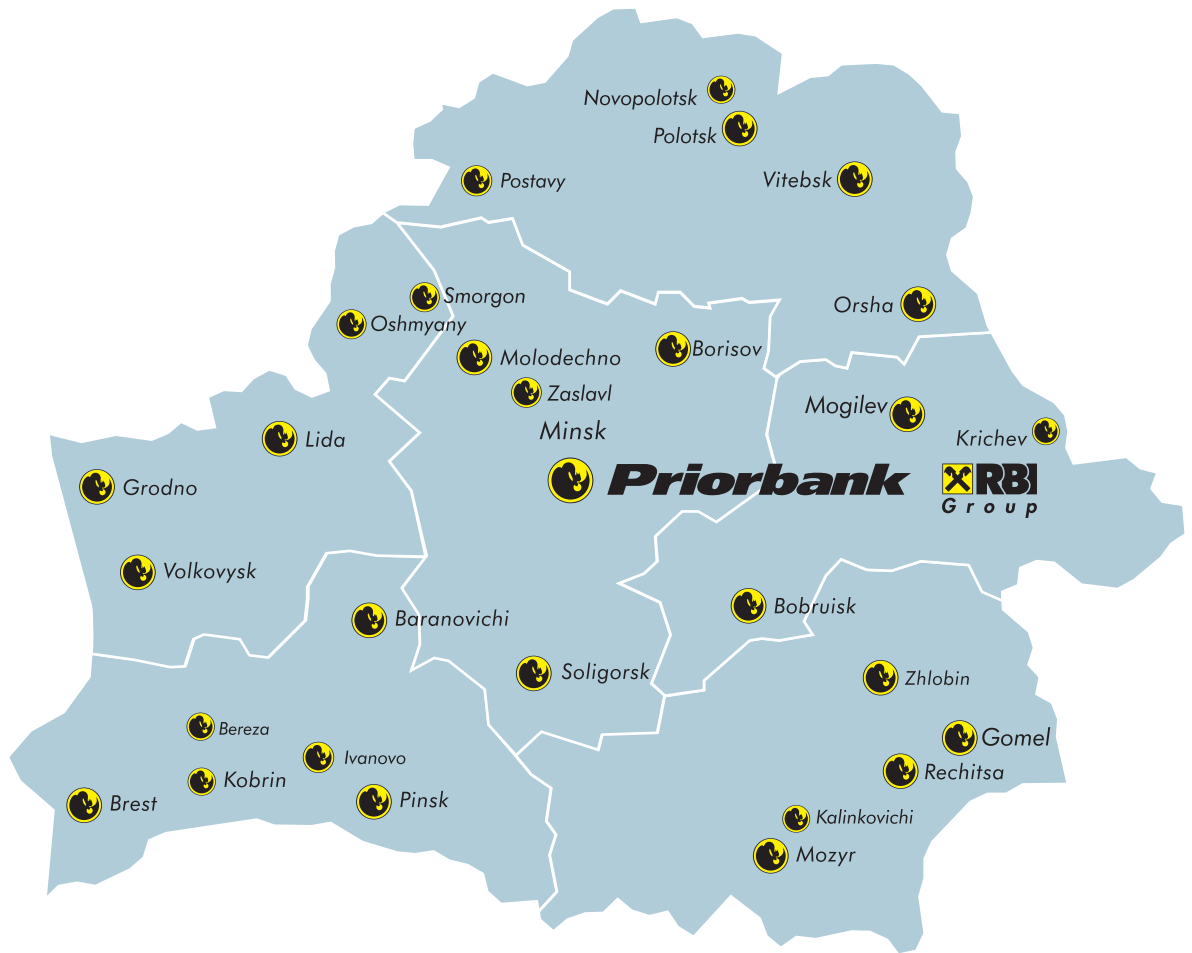 Novopolotsk
Polotsk
Postavy
Vitebsk
Smorgon
Orsha
Oshmyany
Molodechno
Borisov
Zaslavl
Mogilev
Minsk
Krichev
Lida
Priorbank
RBI
Group
Grodno
Volkovysk
Baranovichi
Bobruisk
Soligorsk
Zhlobin
Bereza
Gomel
Ivanovo
Rechitsa
Kobrin
Brest
Pinsk
Kalinkovichi
Mozyr